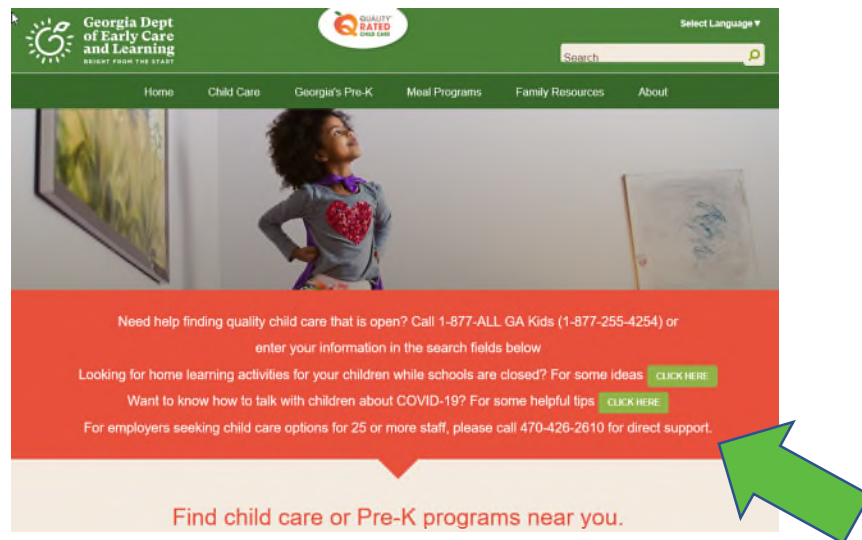 Georgia Dept
of Early Care
and Learning
BRIGHT FROM THE START
QUALITY
RATED
CHILD CARE
Select Language▼
Search
Home Child Care Georgia's Pre-K Meal Programs Family Resources About
Need help finding quality child care that is open? Call 1-877-ALL GA Kids (1-877-255-4254) or
enter your information in the search fields below
Looking for home learning activities for your children while schools are closed? For some ideas CLICK HERE
Want to know how to talk with children about COVID-19? For some helpful tips CLICK HERE
For employers seeking child care options for 25 or more staff, please call 470-426-2610 for direct support.
Find child care or Pre-K programs near you.